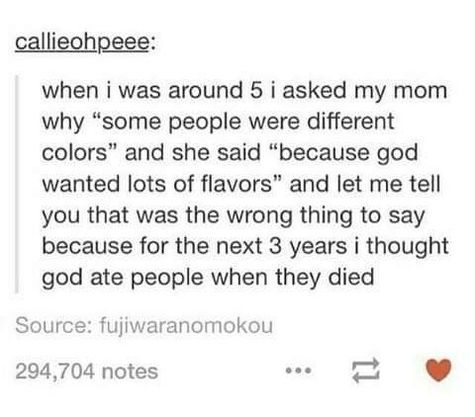 callieohpeee:
when i was around 5 i asked my mom
why “some people were different
colors” and she said “because god
wanted lots of flavors” and let me tell
you that was the wrong thing to say
because for the next 3 years i thought
god ate people when they died
Source: fujiwaranomokou
294,704 notes